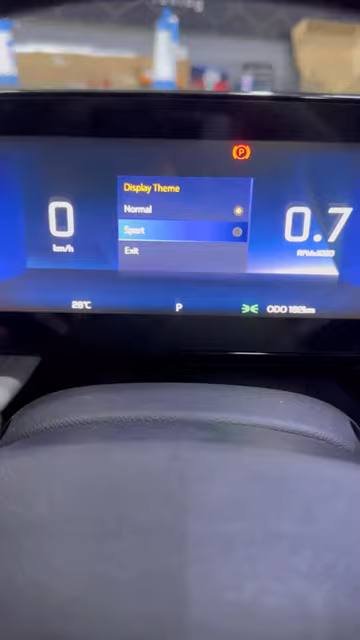 Display Theme
Normal
Sport
Exit
0
km/h
0.7
28°C
P
ODO